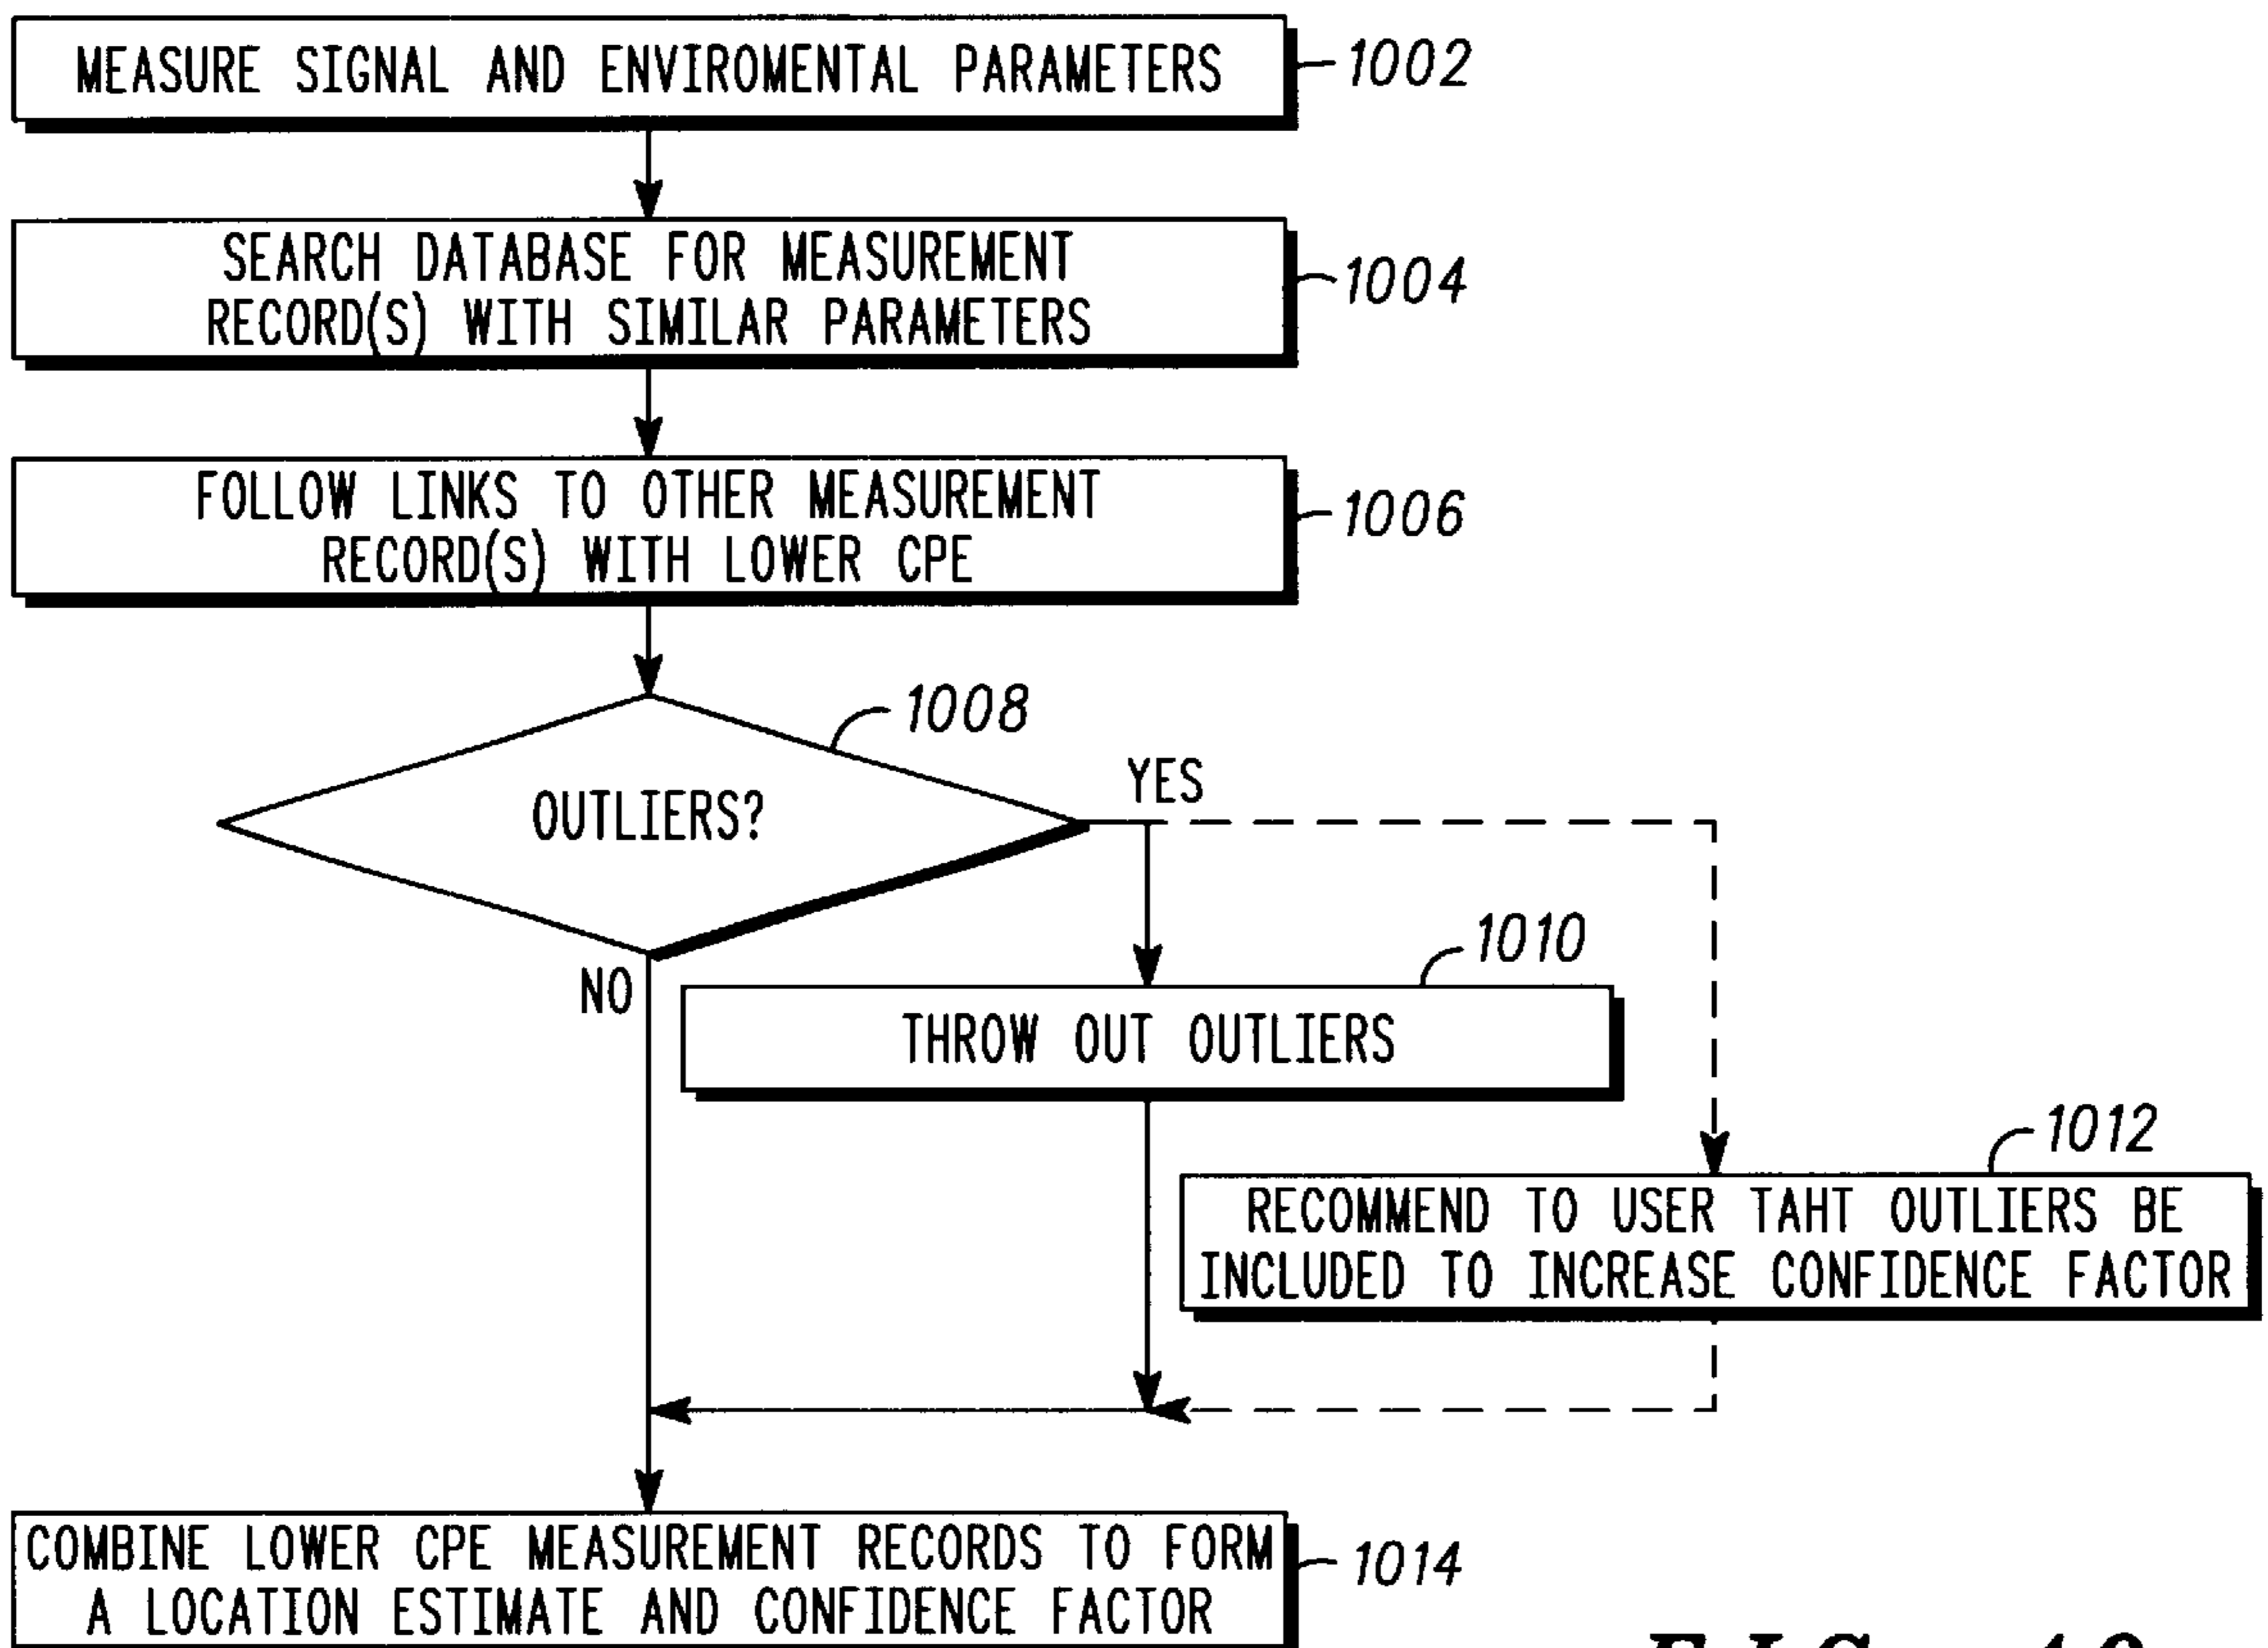 MEASURE SIGNAL AND ENVIROMENTAL PARAMETERS
1002
SEARCH DATABASE FOR MEASUREMENT
RECORD(S) WITH SIMILAR PARAMETERS
1004
FOLLOW LINKS TO OTHER MEASUREMENT
RECORD(S) WITH LOWER CPE
1006
1008
OUTLIERS?
YES
NO
1010
THROW OUT OUTLIERS
1012
RECOMMEND TO USER TAHT OUTLIERS BE
INCLUDED TO INCREASE CONFIDENCE FACTOR
COMBINE LOWER CPE MEASUREMENT RECORDS TO FORM
A LOCATION ESTIMATE AND CONFIDENCE FACTOR
1014